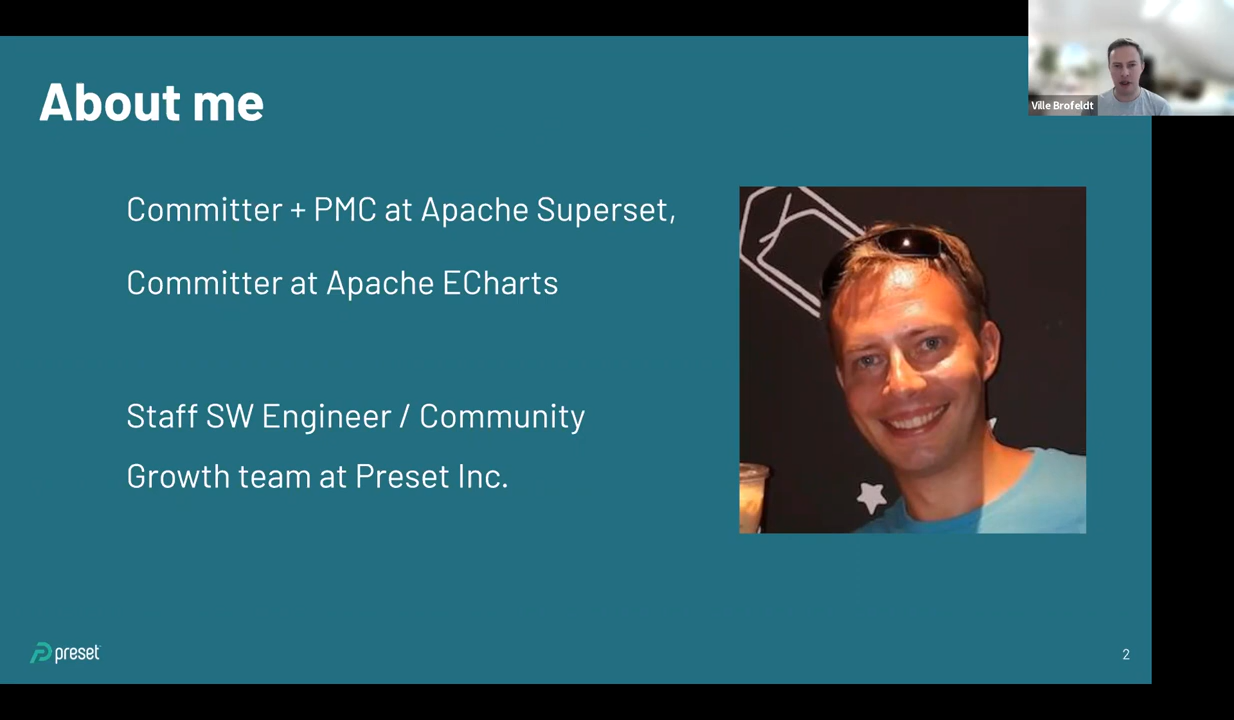 About me
Ville Brofeldt
Committer + PMC at Apache Superset,
Committer at Apache ECharts
Staff SW Engineer / Community
Growth team at Preset Inc.
preset
2